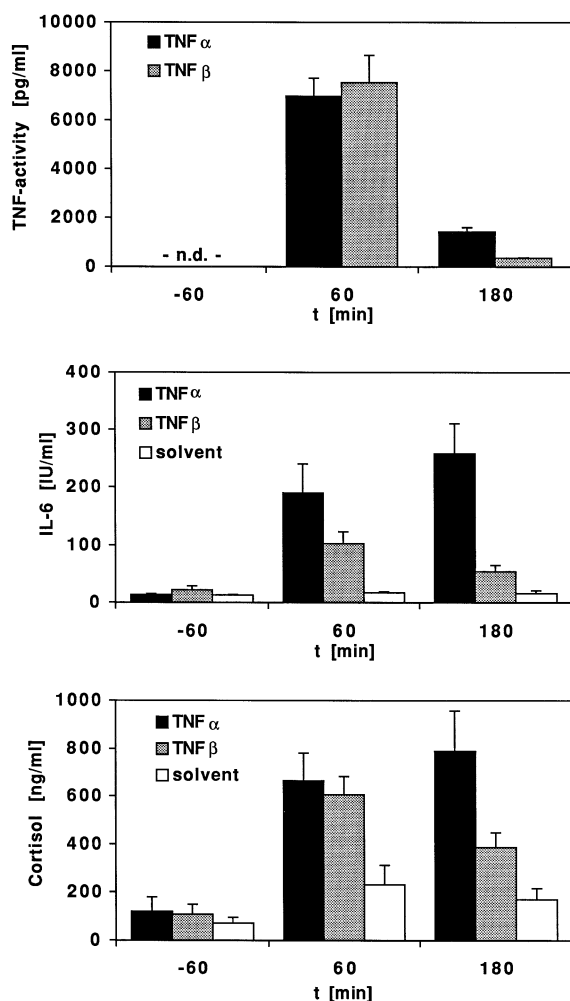 TNF α
TNF β
TNF-activity [pg/ml]
10000
8000
6000
4000
2000
0
- n.d. -
-60 60 180
t [min]
TNF α
TNF β
solvent
IL-6 [IU/ml]
400
300
200
100
0
-60 60 180
t [min]
TNF α
TNF β
solvent
Cortisol [ng/ml]
1000
800
600
400
200
0
-60 60 180
t [min]